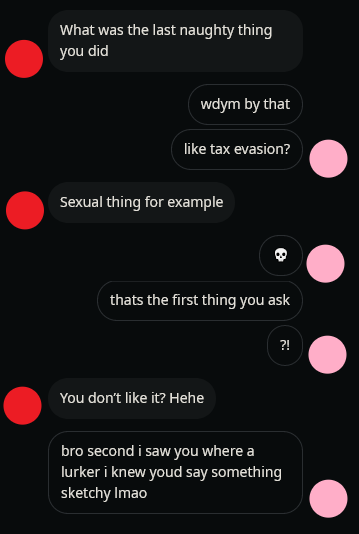 What was the last naughty thing
you did
wdym by that
like tax evasion?
Sexual thing for example
💀
thats the first thing you ask
?!
You don’t like it? Hehe
bro second i saw you where a
lurker i knew youd say something
sketchy lmao